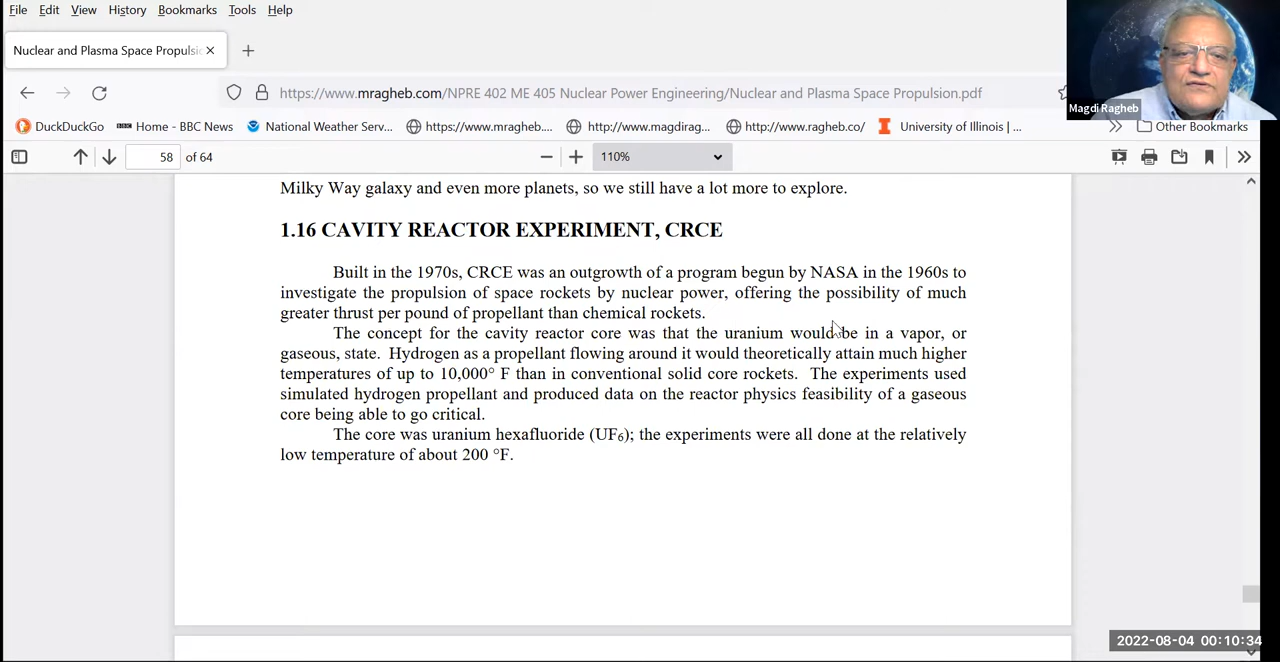 File Edit View History Bookmarks Tools Help
Nuclear and Plasma Space Propulsi
https://www.mragheb.com/NPRE 402 ME 405 Nuclear Power Engineering/Nuclear and Plasma Space Propulsion.pdf
Magdi Ragheb
DuckDuckGo BBC Home - BBC News National Weather Serv... https://www.mragheb.... http://www.magdirag... http://www.ragheb.co/ University of Illinois |... Other Bookmarks
58 of 64 110%
Milky Way galaxy and even more planets, so we still have a lot more to explore.
1.16 CAVITY REACTOR EXPERIMENT, CRCE
Built in the 1970s, CRCE was an outgrowth of a program begun by NASA in the 1960s to
investigate the propulsion of space rockets by nuclear power, offering the possibility of much
greater thrust per pound of propellant than chemical rockets.
The concept for the cavity reactor core was that the uranium would be in a vapor, or
gaseous, state. Hydrogen as a propellant flowing around it would theoretically attain much higher
temperatures of up to 10,000° F than in conventional solid core rockets. The experiments used
simulated hydrogen propellant and produced data on the reactor physics feasibility of a gaseous
core being able to go critical.
The core was uranium hexafluoride (UF₆); the experiments were all done at the relatively
low temperature of about 200 °F.
2022-08-04 00:10:34